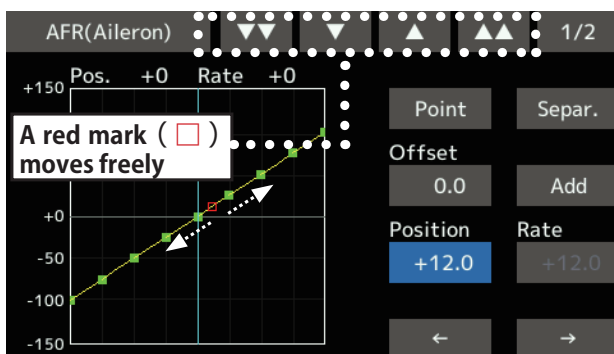 AFR(Aileron) ▼▼ ▼ ▲ ▲▲ 1/2
Pos. +0 Rate +0
+150
A red mark (□)
moves freely
+0
-50
-100
-150
Point Separ.
Offset
0.0 Add
Position Rate
+12.0 +12.0
← →